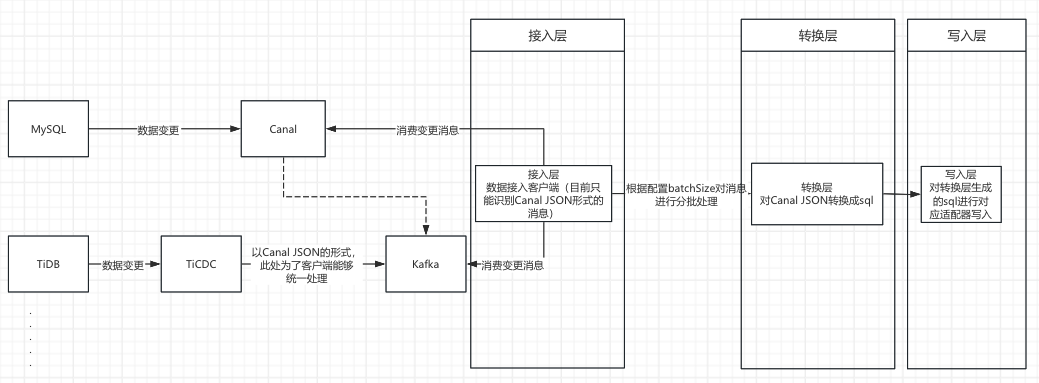 接入层
转换层
写入层
MySQL
数据变更
Canal
消费变更消息
接入层
数据接入客户端（目前只
能识别Canal JSON形式的
消息）
根据配置batchSize对消息
进行分批处理
转换层
对Canal JSON转换成sql
写入层
对转换层生成
的sql进行对
应适配器写入
TiDB
数据变更
TiCDC
以Canal JSON的形式，
此处为了客户端能够
统一处理
Kafka
消费变更消息